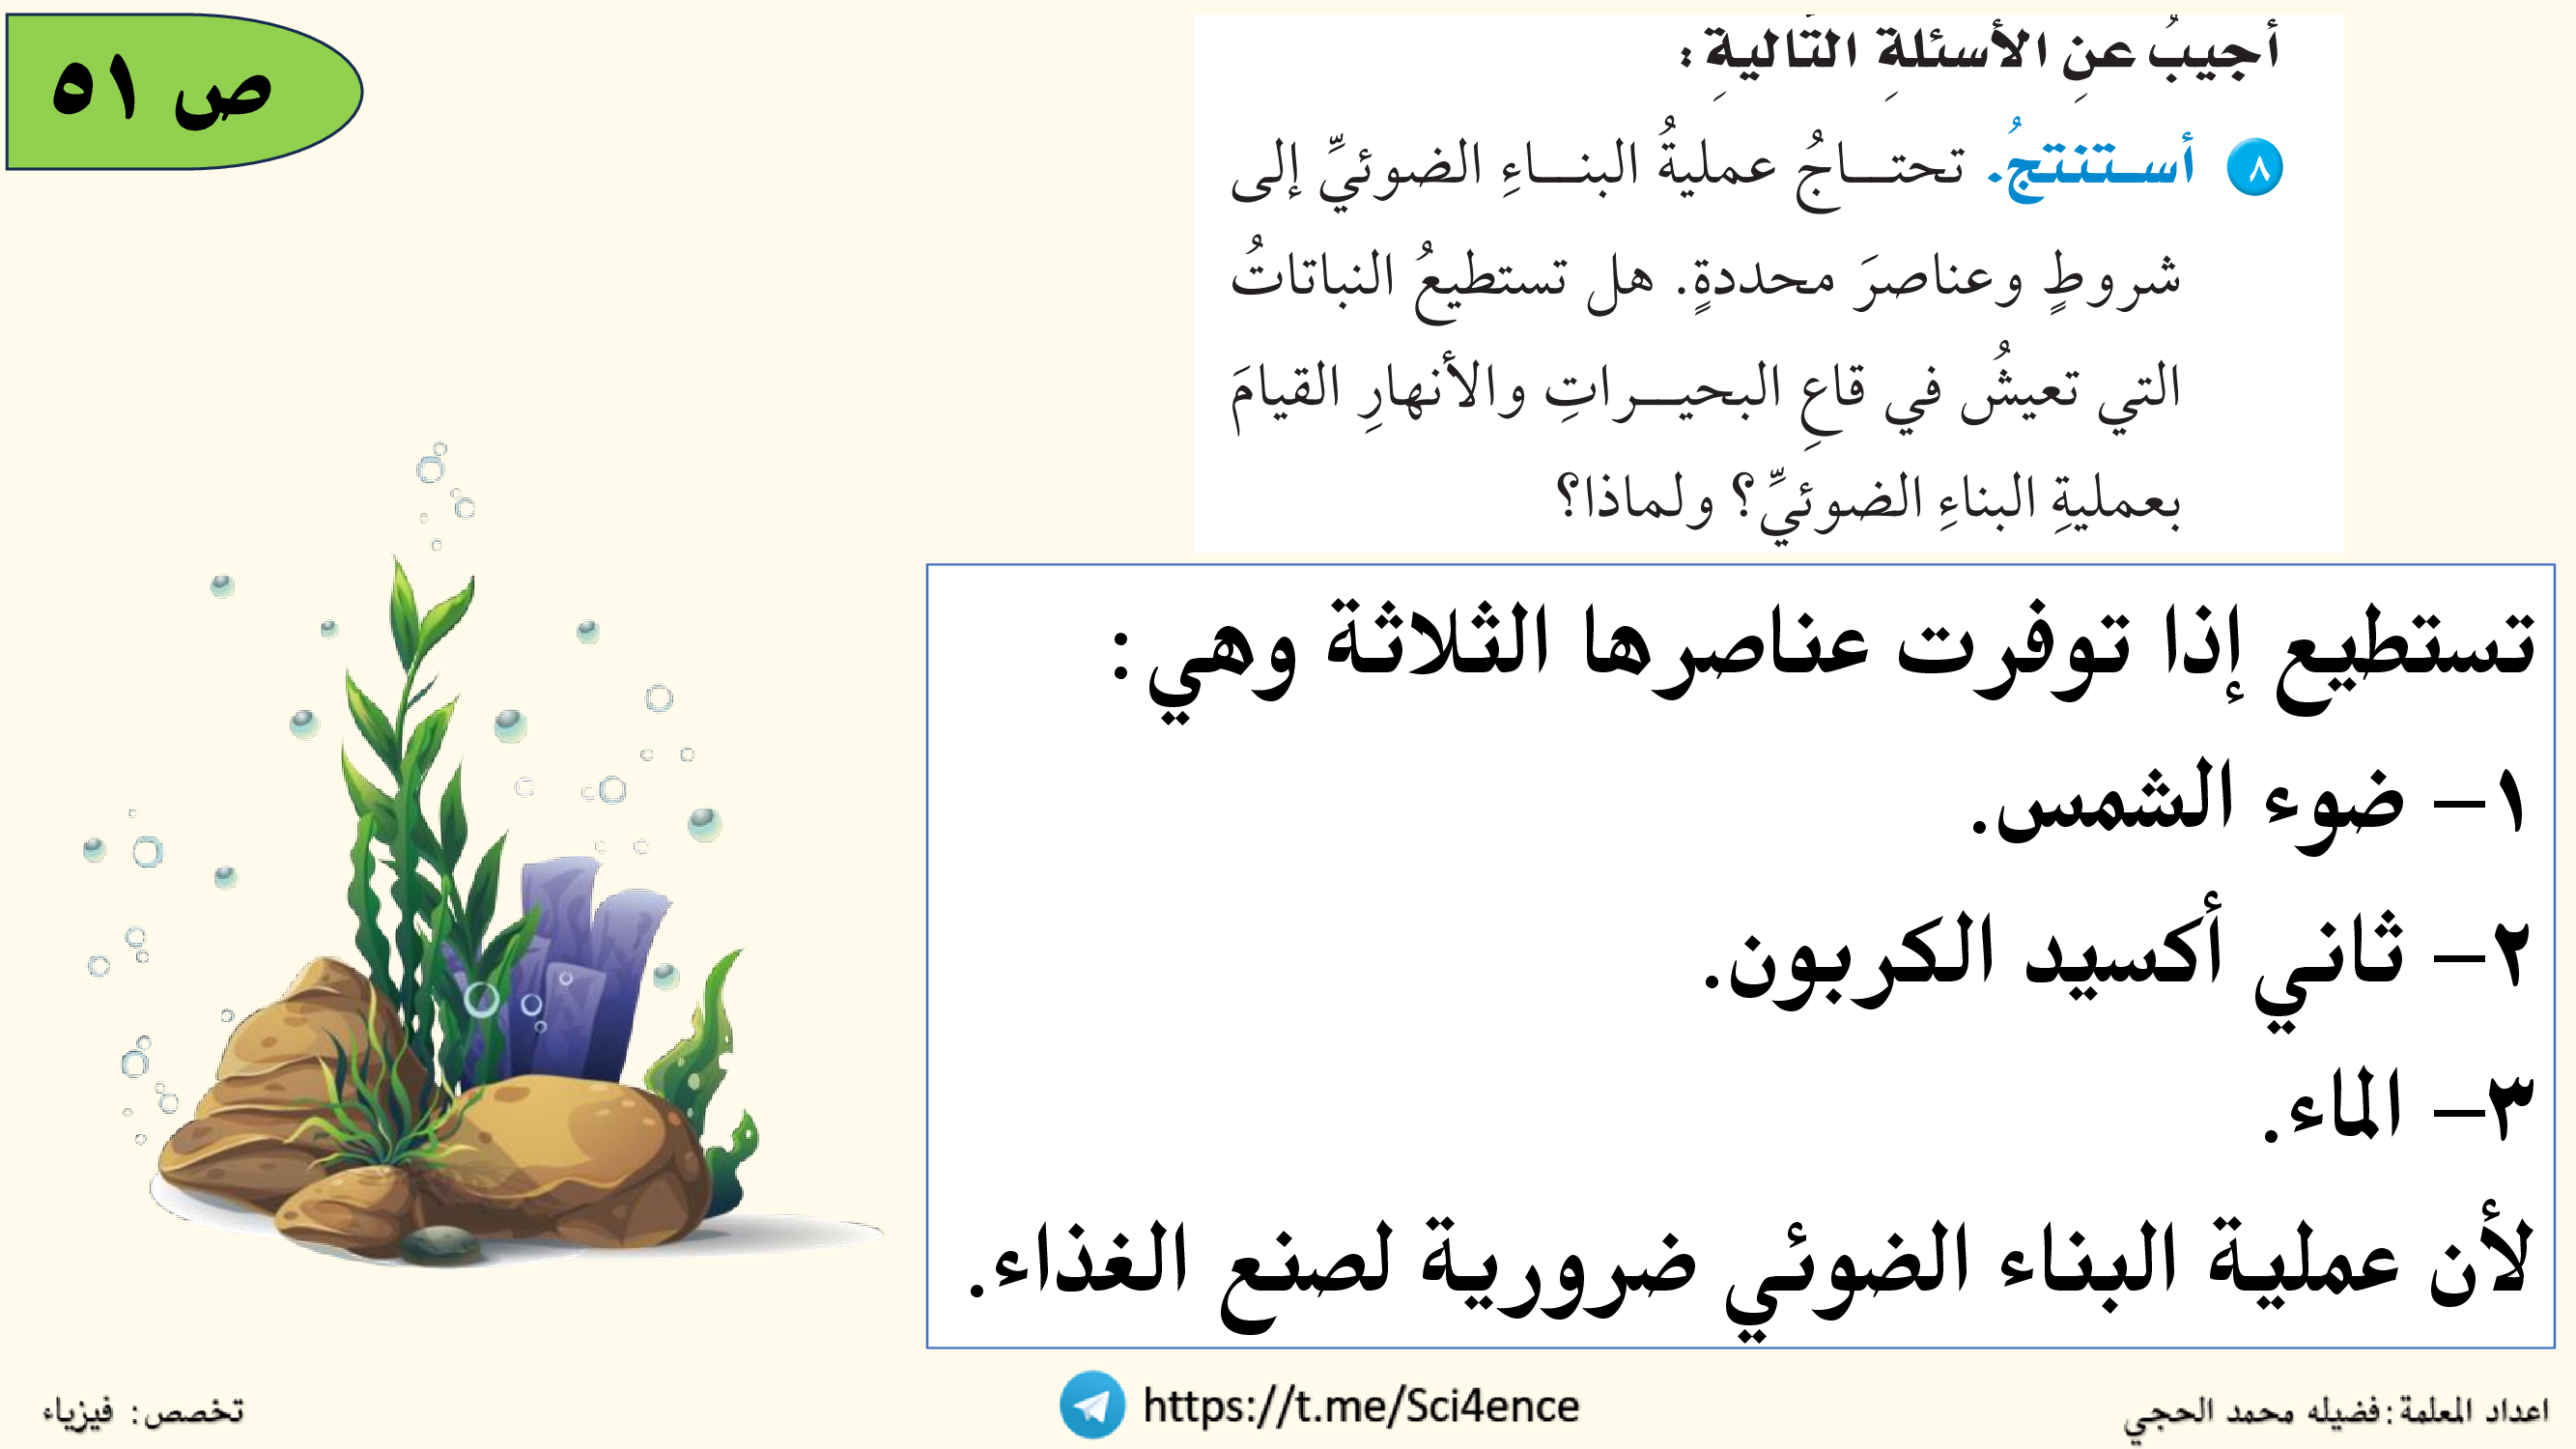 ص ٥١
أجيبُ عنِ الأسئلةِ التّاليةِ:
٨ أستنتجُ. تحتاجُ عمليةُ البناءِ الضوئيِّ إلى
شروطٍ وعناصرَ محددةٍ. هل تستطيعُ النباتاتُ
التي تعيشُ في قاعِ البحيراتِ والأنهارِ القيامَ
بعمليةِ البناءِ الضوئيِّ؟ ولماذا؟
تستطيع إذا توفرت عناصرها الثلاثة وهي:
١– ضوء الشمس.
٢– ثاني أكسيد الكربون.
٣– الماء.
لأن عملية البناء الضوئي ضرورية لصنع الغذاء.
اعداد المعلمة:فضيله محمد الحجي
https://t.me/Sci4ence
تخصص: فيزياء